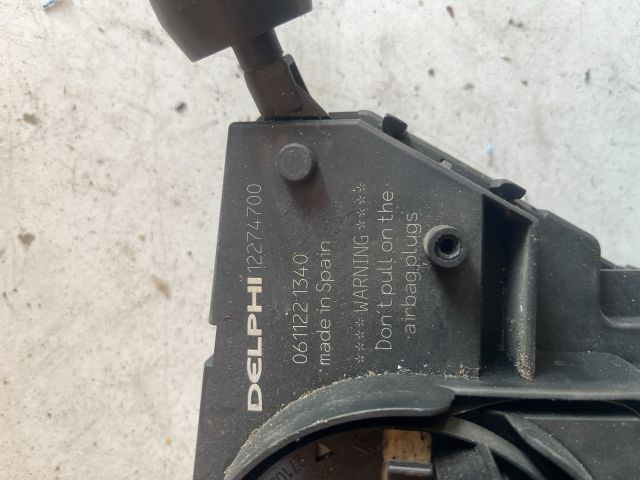 DELPHI 12274700
061122 1340
made in Spain
**** WARNING ****
Don't pull on the
airbag plugs